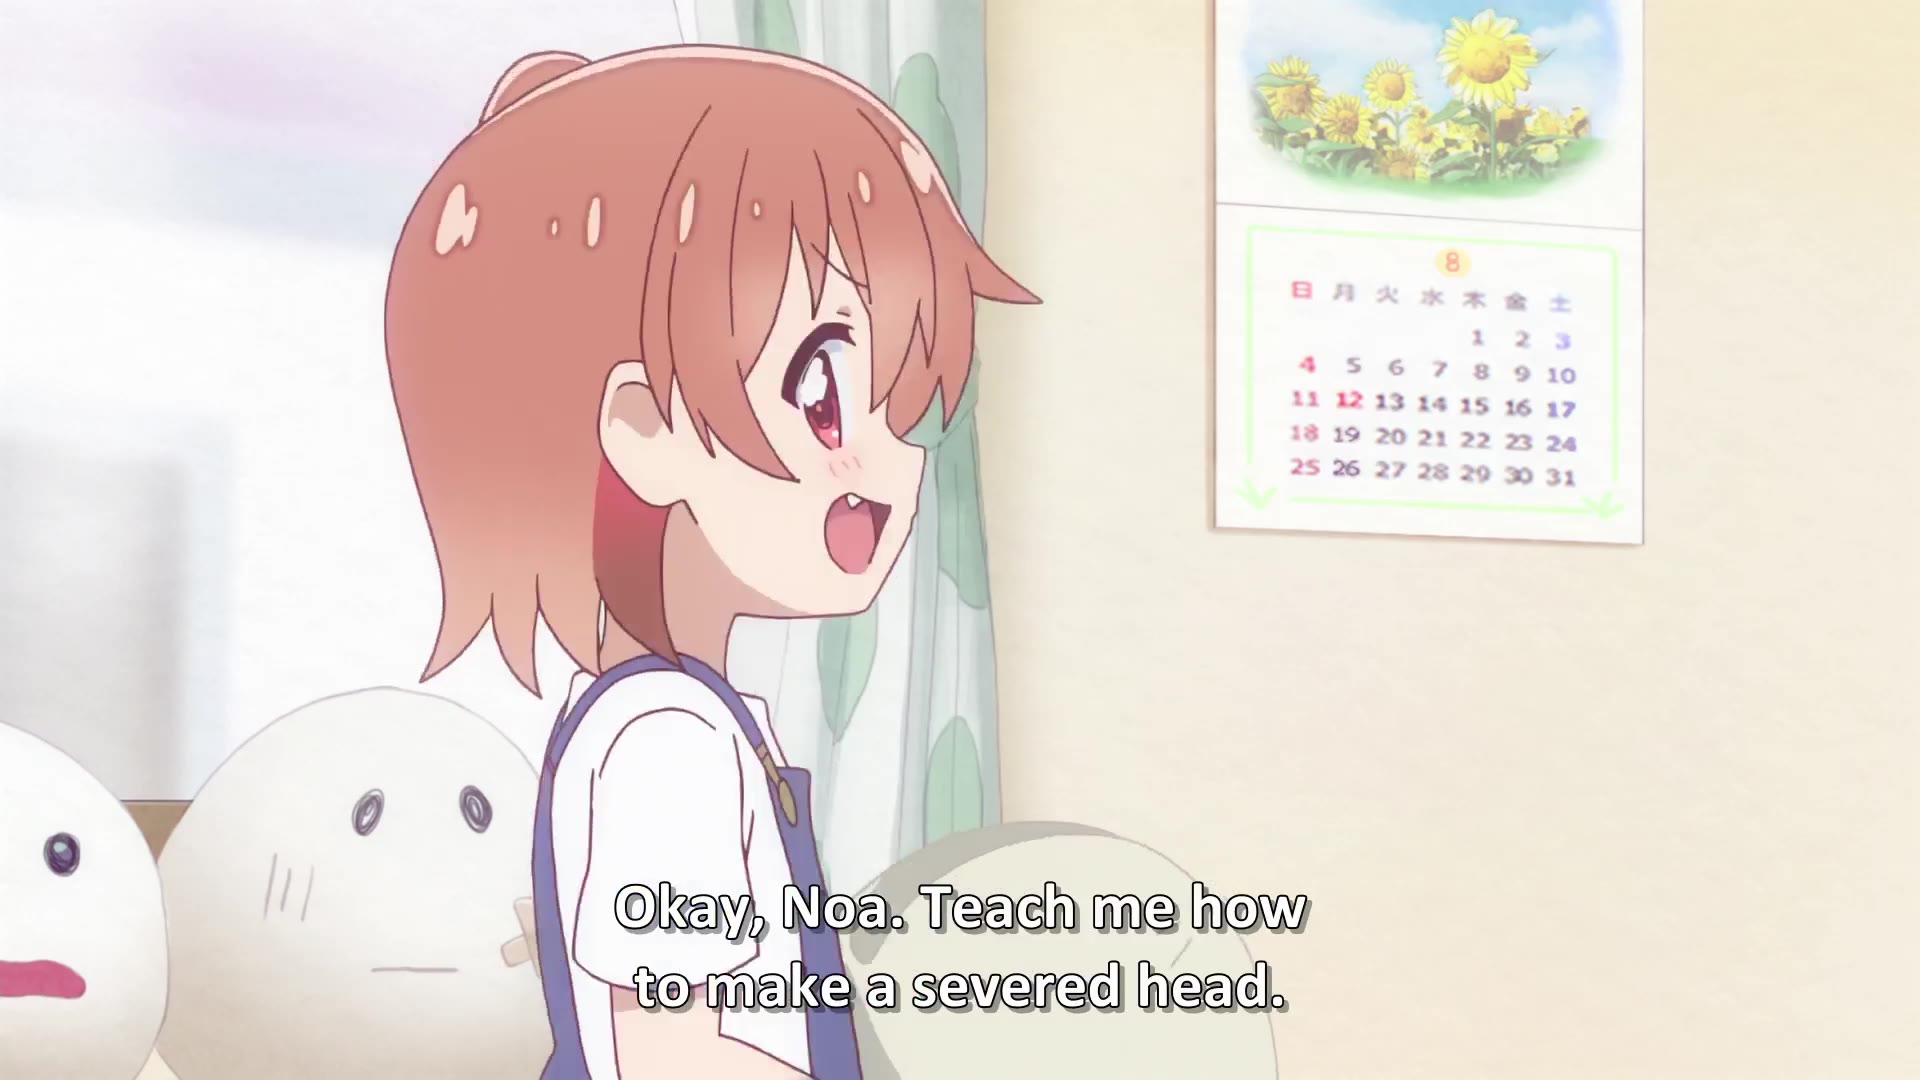 8
日 月 火 水 木 金 土
1 2 3
4 5 6 7 8 9 10
11 12 13 14 15 16 17
18 19 20 21 22 23 24
25 26 27 28 29 30 31
Okay, Noa. Teach me how
to make a severed head.